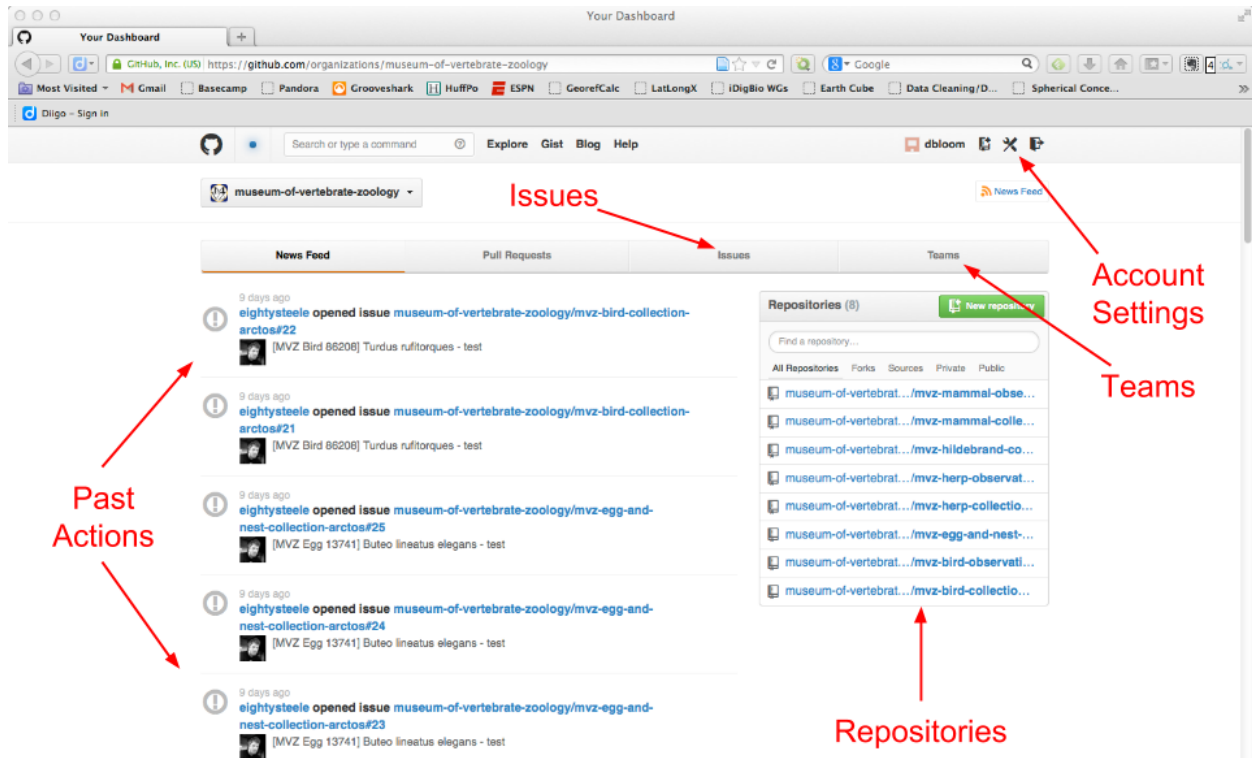 Your Dashboard
Your Dashboard
+
GitHub, Inc. (US) https://github.com/organizations/museum-of-vertebrate-zoology
Google
4
Most Visited Gmail Basecamp Pandora Grooveshark HuffPo ESPN GeorefCalc LatLongX iDigBio WGs Earth Cube Data Cleaning/D... Spherical Conce...
Diigo - Sign in
Search or type a command Explore Gist Blog Help dbloom
museum-of-vertebrate-zoology
News Feed
Issues
News Feed Pull Requests Issues Teams
Account
Settings
Teams
9 days ago
eightysteele opened issue museum-of-vertebrate-zoology/mvz-bird-collection-
arctos#22
[MVZ Bird 86208] Turdus rufitorques - test
9 days ago
eightysteele opened issue museum-of-vertebrate-zoology/mvz-bird-collection-
arctos#21
[MVZ Bird 86208] Turdus rufitorques - test
9 days ago
eightysteele opened issue museum-of-vertebrate-zoology/mvz-egg-and-
nest-collection-arctos#25
[MVZ Egg 13741] Buteo lineatus elegans - test
9 days ago
eightysteele opened issue museum-of-vertebrate-zoology/mvz-egg-and-
nest-collection-arctos#24
[MVZ Egg 13741] Buteo lineatus elegans - test
9 days ago
eightysteele opened issue museum-of-vertebrate-zoology/mvz-egg-and-
nest-collection-arctos#23
[MVZ Egg 13741] Buteo lineatus elegans - test
Past
Actions
Repositories (8) New repository
Find a repository...
All Repositories Forks Sources Private Public
museum-of-vertebrat.../mvz-mammal-obse...
museum-of-vertebrat.../mvz-mammal-colle...
museum-of-vertebrat.../mvz-hildebrand-co...
museum-of-vertebrat.../mvz-herp-observat...
museum-of-vertebrat.../mvz-herp-collectio...
museum-of-vertebrat.../mvz-egg-and-nest-...
museum-of-vertebrat.../mvz-bird-observati...
museum-of-vertebrat.../mvz-bird-collectio...
Repositories